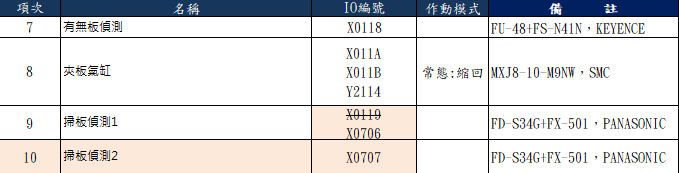 項次 名稱 IO編號 作動模式 備 註
7 有無板偵測 X0118 FU-48+FS-N41N，KEYENCE
8 夾板氣缸 X011A X011B Y2114 常態:縮回 MXJ8-10-M9NW，SMC
9 掃板偵測1 X0119 X0706 FD-S34G+FX-501，PANASONIC
10 掃板偵測2 X0707 FD-S34G+FX-501，PANASONIC